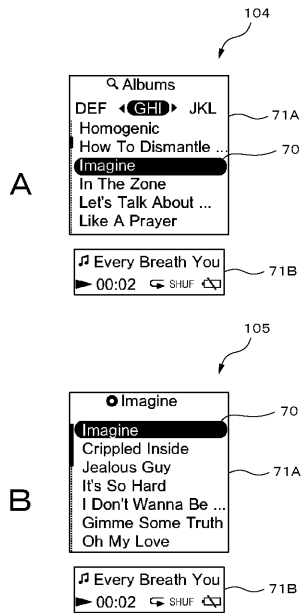 104
Albums
DEF GHI JKL
71A
Homogenic
How To Dismantle ...
70
Imagine
In The Zone
Let's Talk About ...
Like A Prayer
A
Every Breath You
00:02 SHUF
71B
105
Imagine
70
Imagine
Crippled Inside
Jealous Guy
71A
It's So Hard
I Don't Wanna Be ...
Gimme Some Truth
Oh My Love
B
Every Breath You
00:02 SHUF
71B